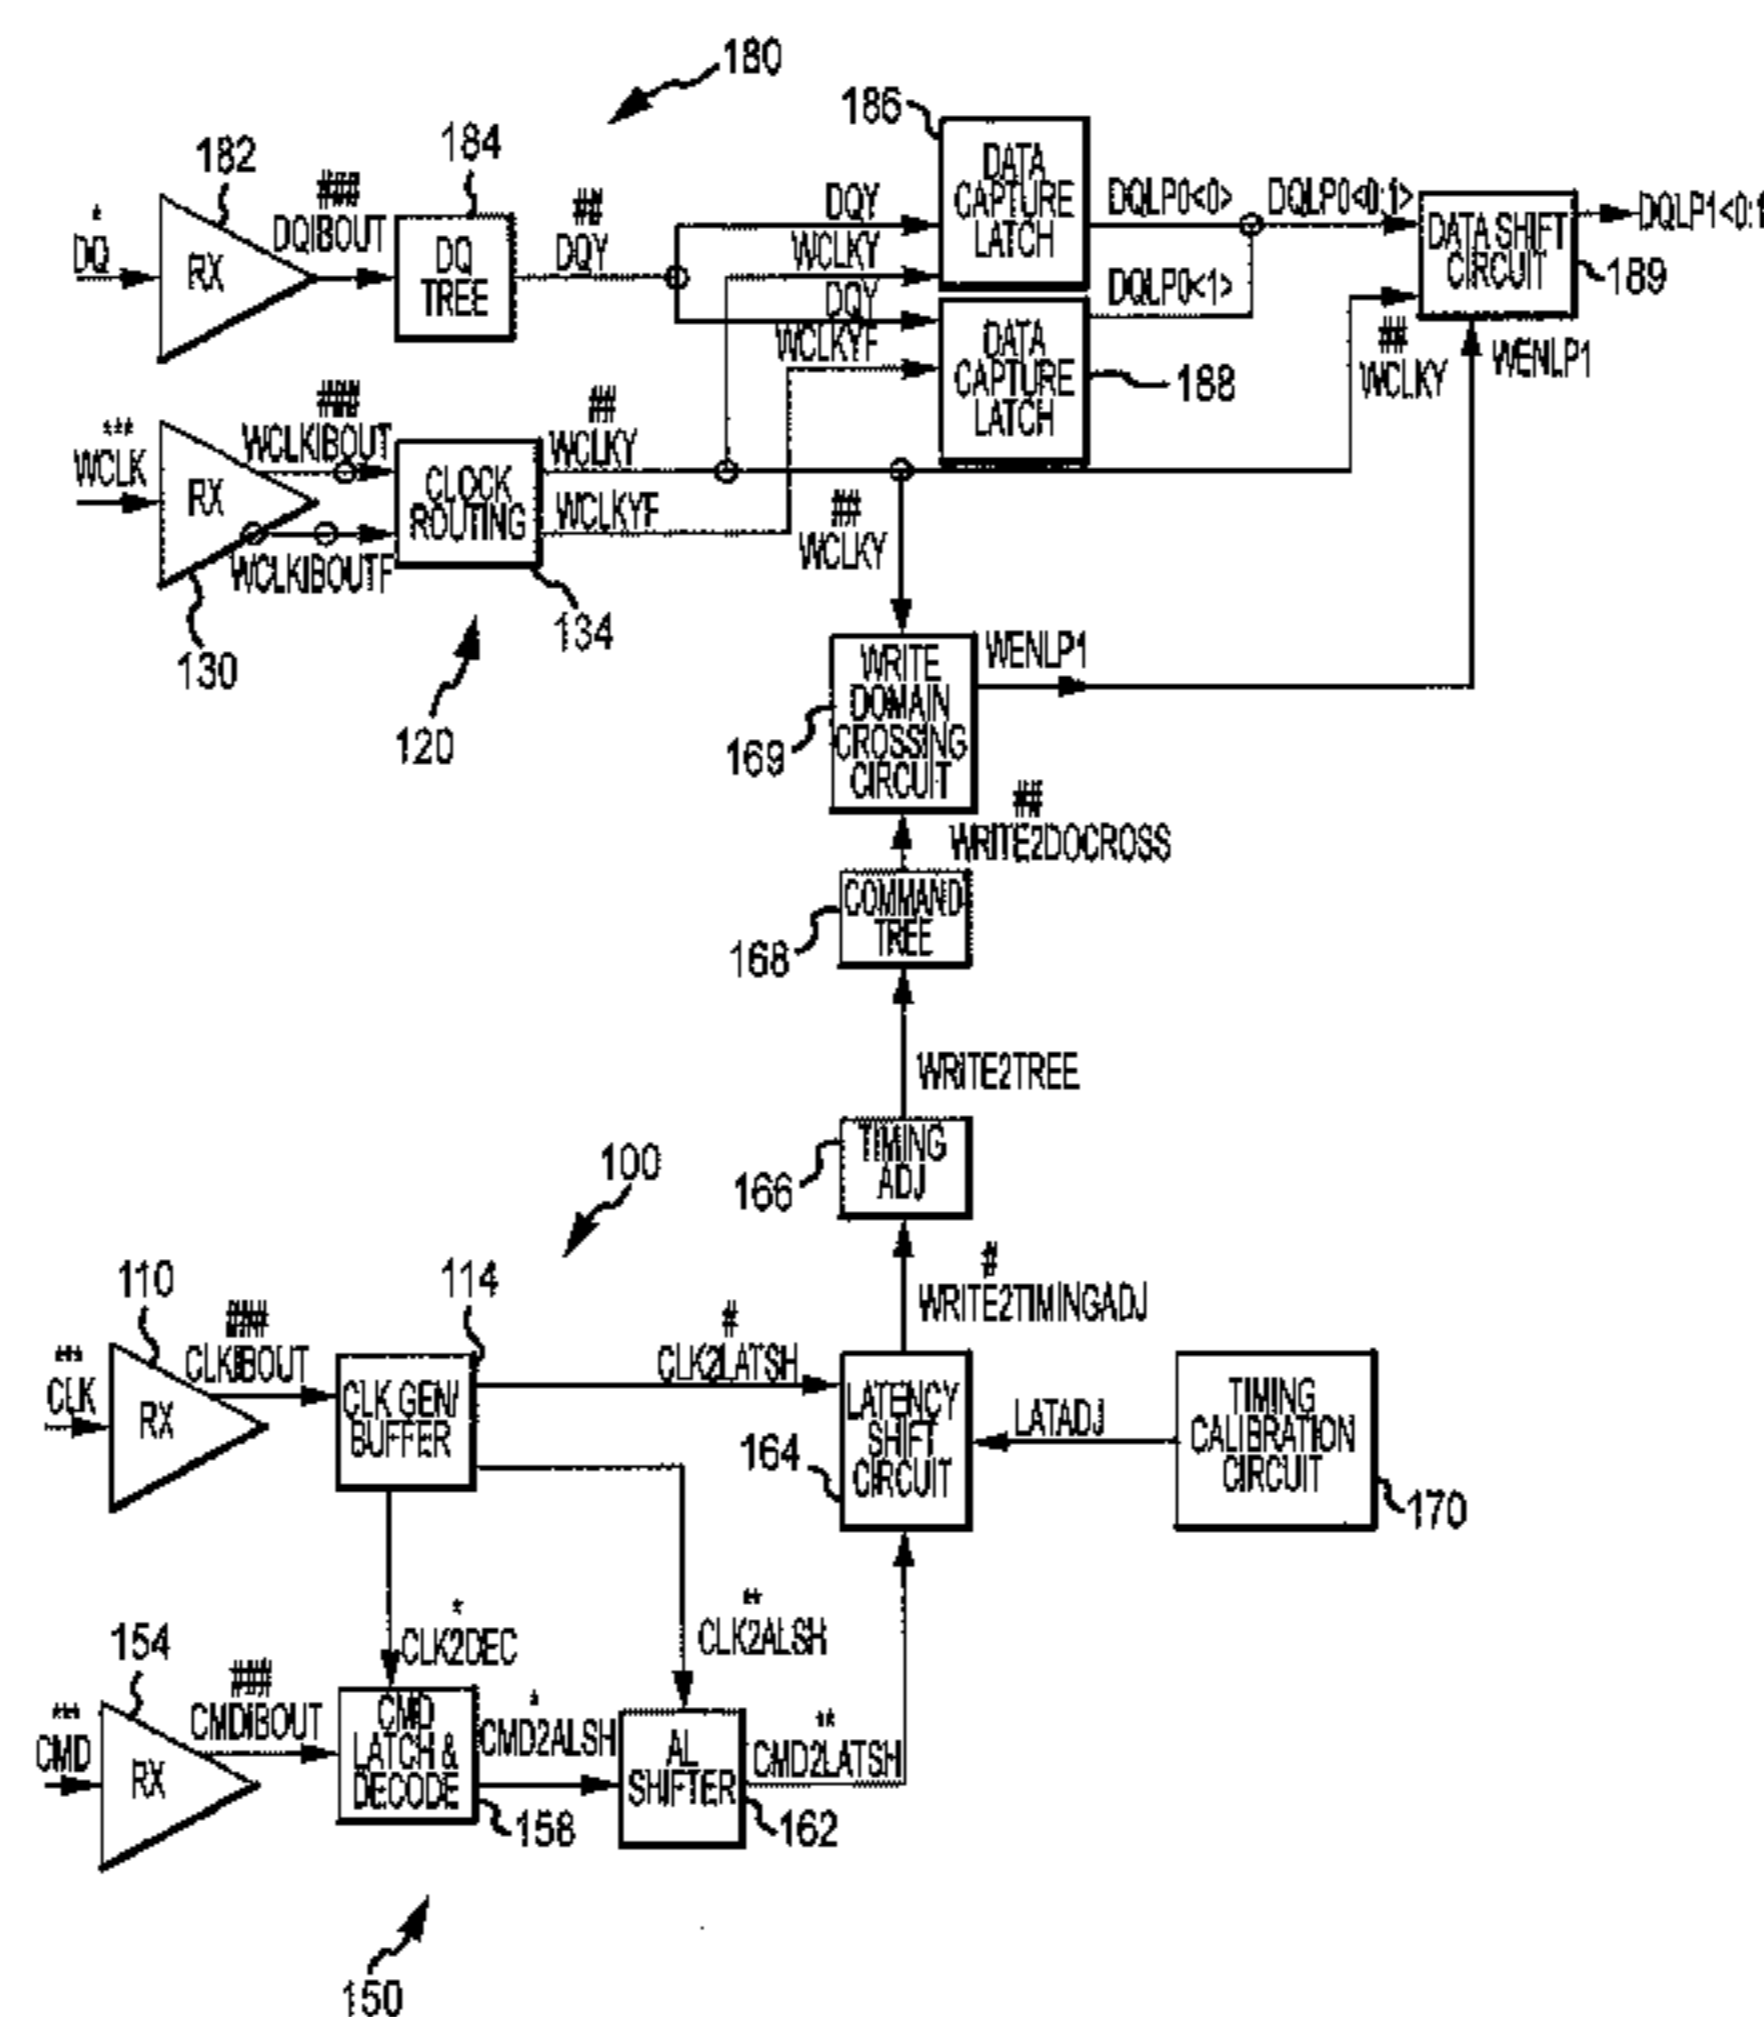 180
182
###
184
##
186
*
DQ
RX
DQIBOUT
DQ
TREE
DQY
DQY
WCLKY
DQY
WCLKYF
DATA
CAPTURE
LATCH
DQLP0<0>
DQLP0<0:1>
DQLP0<1>
DATA SHIFT
CIRCUIT
DQLP1<0:1
189
DATA
CAPTURE
LATCH
188
##
WCLKY
WENLP1
***
WCLK
RX
###
WCLKIBOUT
WCLKIBOUTF
CLOCK
ROUTING
##
WCLKY
WCLKYF
##
WCLKY
130
134
120
WRITE
DOMAIN
CROSSING
CIRCUIT
169
WENLP1
##
WRITE2DOCROSS
COMMAND
TREE
168
WRITE2TREE
TIMING
ADJ
166
100
#
WRITE2TIMINGADJ
110
***
CLK
RX
###
CLKIBOUT
114
CLK GEN/
BUFFER
#
CLK2LATSH
LATENCY
SHIFT
CIRCUIT
164
LATADJ
TIMING
CALIBRATION
CIRCUIT
170
*
CLK2DEC
**
CLK2ALSH
154
***
CMD
RX
###
CMDIBOUT
CMD
LATCH &
DECODE
158
*
CMD2ALSH
AL
SHIFTER
162
**
CMD2LATSH
150